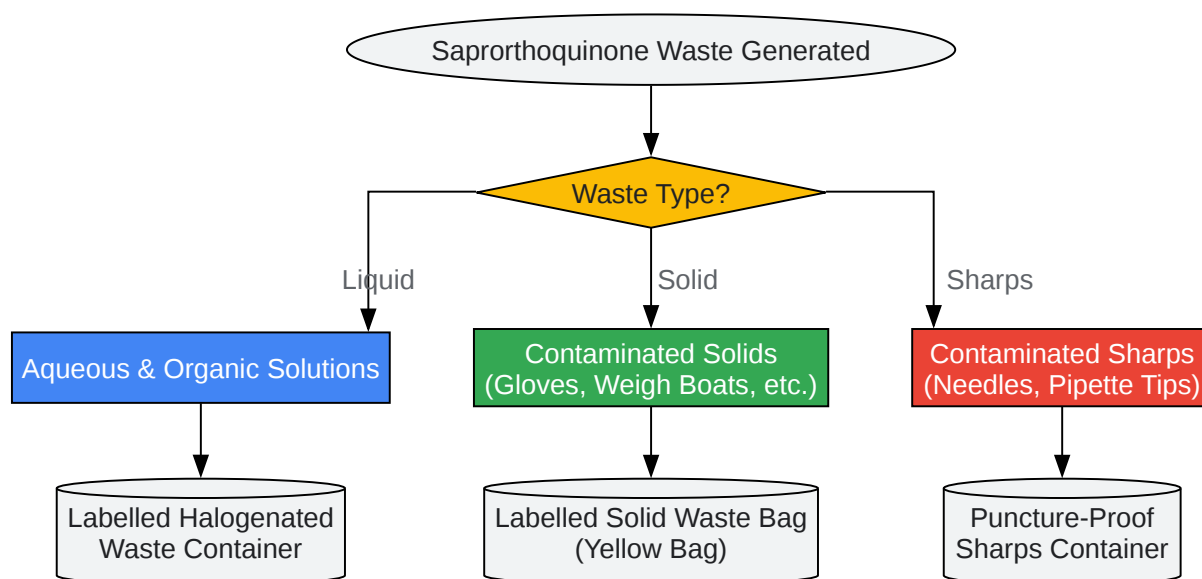 Saprorthoquinone Waste Generated
Waste Type?
Liquid
Solid
Sharps
Aqueous & Organic Solutions
Contaminated Solids
(Gloves, Weigh Boats, etc.)
Contaminated Sharps
(Needles, Pipette Tips)
Labelled Halogenated
Waste Container
Labelled Solid Waste Bag
(Yellow Bag)
Puncture-Proof
Sharps Container